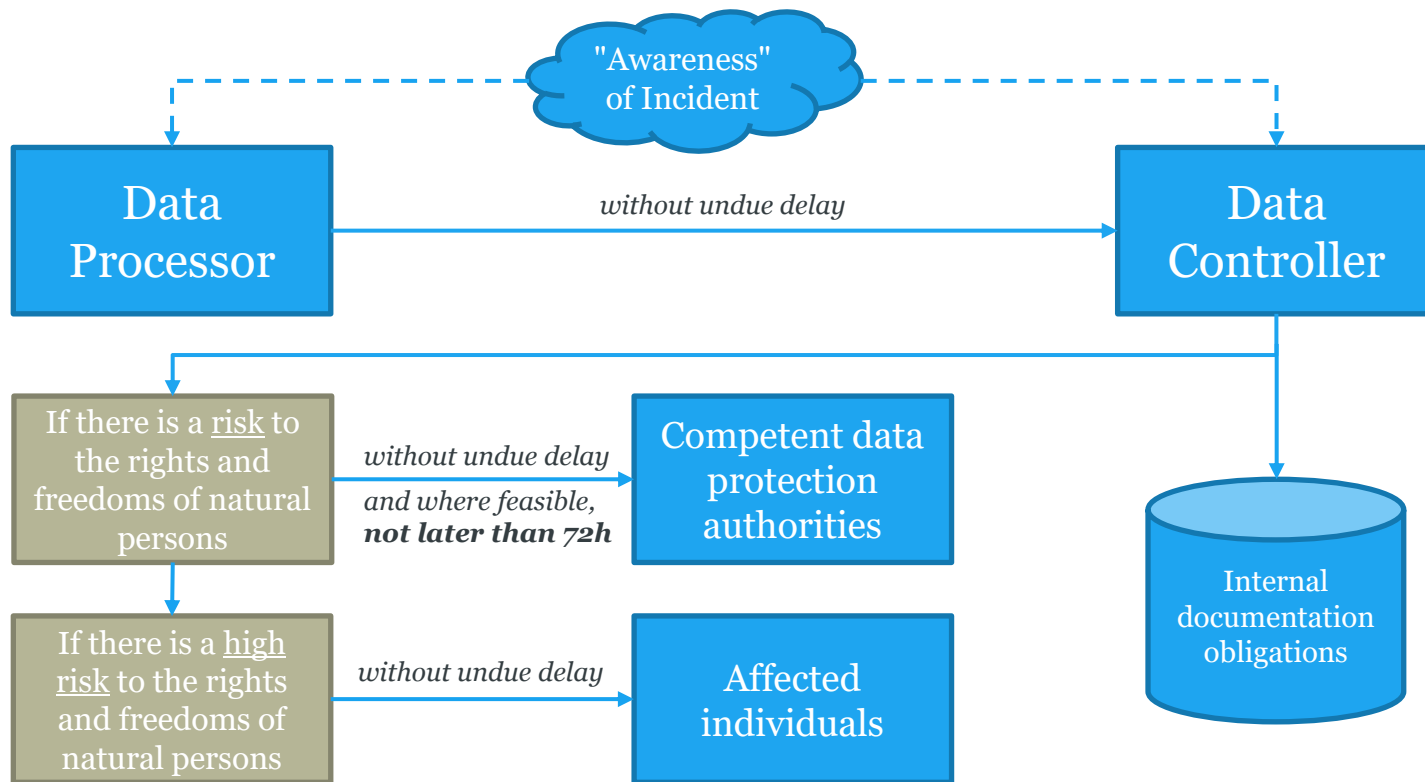 "Awareness"
of Incident
Data
Processor
without undue delay
Data
Controller
If there is a risk to
the rights and
freedoms of natural
persons
without undue delay
and where feasible,
not later than 72h
Competent data
protection
authorities
Internal
documentation
obligations
If there is a high
risk to the rights
and freedoms of
natural persons
without undue delay
Affected
individuals